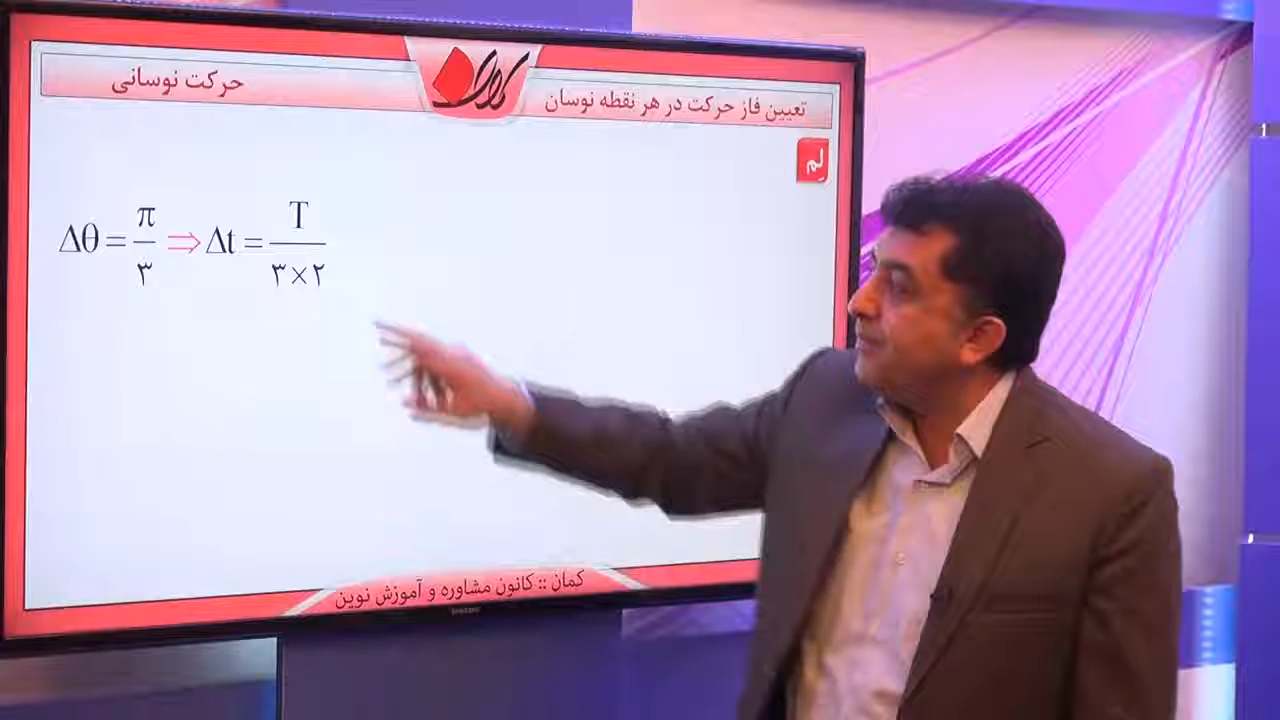 تعیین فاز حرکت در هر نقطه نوسان
حرکت نوسانی
کمان
لِم
Δθ = π/۳ ⇒ Δt = T/۳×۲
کمان :: کانون مشاوره و آموزش نوین